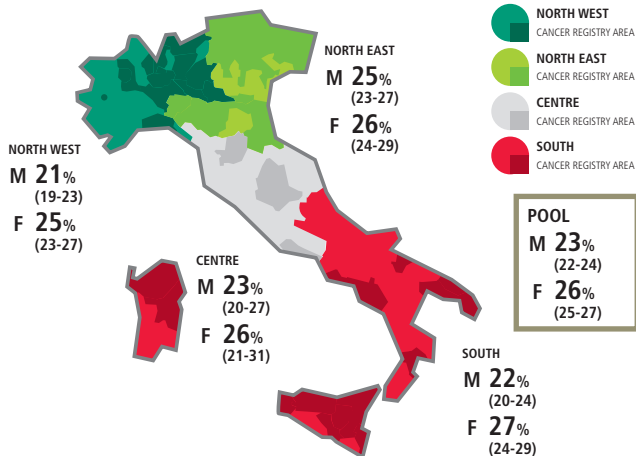 NORTH WEST
CANCER REGISTRY AREA
NORTH EAST
CANCER REGISTRY AREA
CENTRE
CANCER REGISTRY AREA
SOUTH
CANCER REGISTRY AREA
NORTH EAST
M 25%
(23-27)
F 26%
(24-29)
NORTH WEST
M 21%
(19-23)
F 25%
(23-27)
POOL
M 23%
(22-24)
F 26%
(25-27)
CENTRE
M 23%
(20-27)
F 26%
(21-31)
SOUTH
M 22%
(20-24)
F 27%
(24-29)